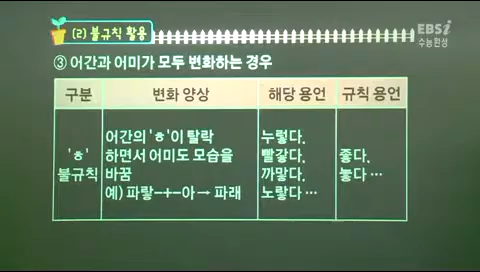 EBSi
수능완성
(2) 불규칙 활용
③ 어간과 어미가 모두 변화하는 경우
구분 변화 양상 해당 용언 규칙 용언
'ㅎ' 불규칙
어간의 'ㅎ'이 탈락
하면서 어미도 모습을
바꿈
예) 파랗-+-아 → 파래
누렇다,
빨갛다,
까맣다,
노랗다 …
좋다,
놓다 …